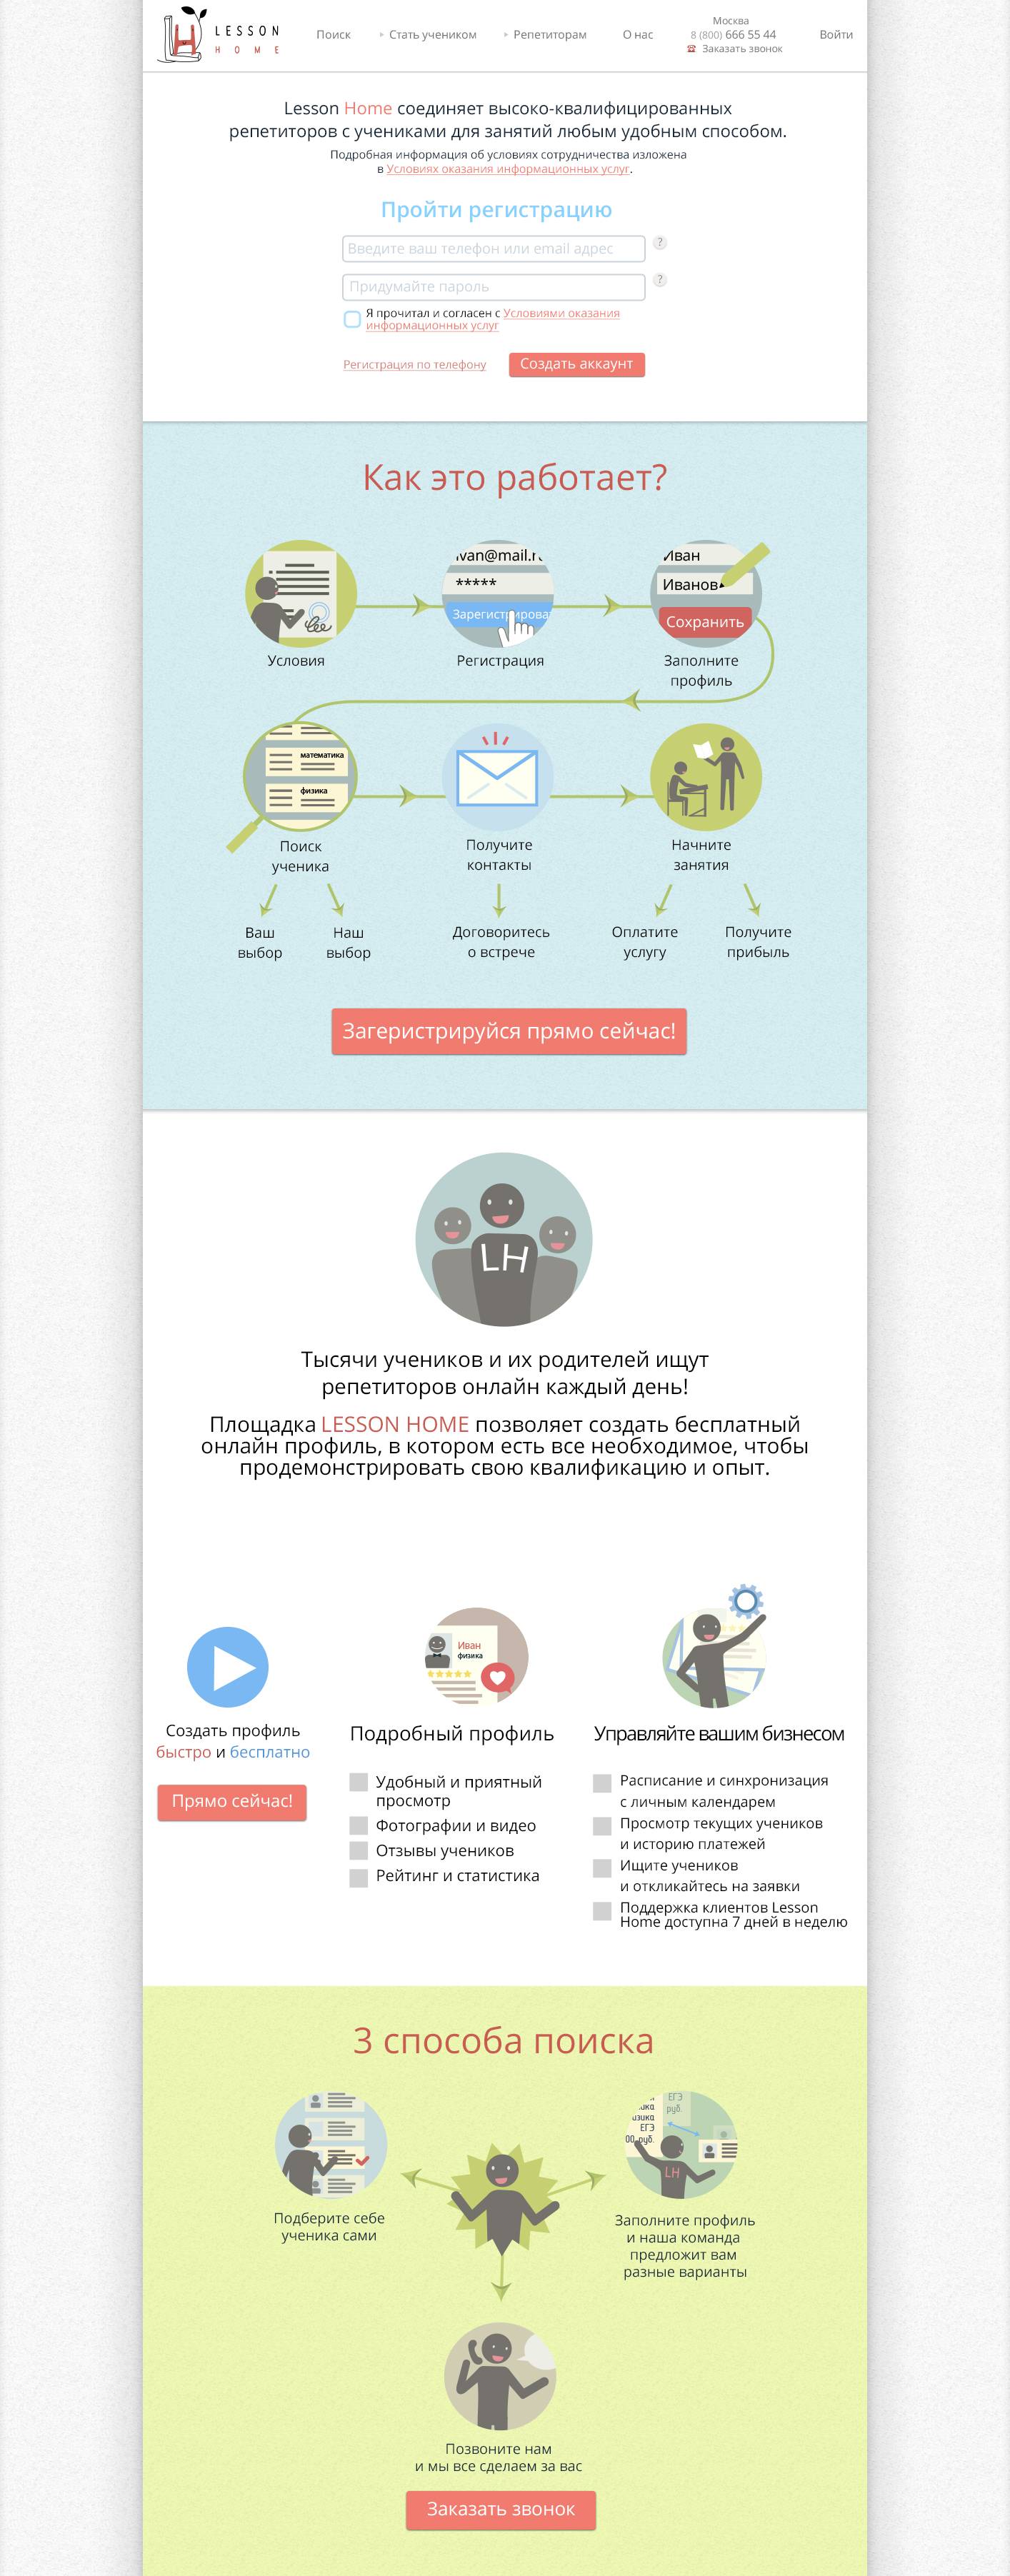 LESSON
HOME
Поиск
Стать учеником
Репетиторам
О нас
Москва
8 (800) 666 55 44
Заказать звонок
Войти
Lesson Home соединяет высоко-квалифицированных
репетиторов с учениками для занятий любым удобным способом.
Подробная информация об условиях сотрудничества изложена
в Условиях оказания информационных услуг.
Пройти регистрацию
Введите ваш телефон или email адрес
?
Придумайте пароль
?
Я прочитал и согласен с Условиями оказания
информационных услуг
Регистрация по телефону
Создать аккаунт
Как это работает?
ivan@mail.r
*****
Зарегистрироват
Иван
Иванов
Сохранить
Условия
Регистрация
Заполните
профиль
математика
физика
Поиск
ученика
Получите
контакты
Начните
занятия
Ваш
выбор
Наш
выбор
Договоритесь
о встрече
Оплатите
услугу
Получите
прибыль
Загеристрируйся прямо сейчас!
LH
Тысячи учеников и их родителей ищут
репетиторов онлайн каждый день!
Площадка LESSON HOME позволяет создать бесплатный
онлайн профиль, в котором есть все необходимое, чтобы
продемонстрировать свою квалификацию и опыт.
Создать профиль
быстро и бесплатно
Прямо сейчас!
Иван
физика
Подробный профиль
Удобный и приятный
просмотр
Фотографии и видео
Отзывы учеников
Рейтинг и статистика
Управляйте вашим бизнесом
Расписание и синхронизация
с личным календарем
Просмотр текущих учеников
и историю платежей
Ищите учеников
и откликайтесь на заявки
Поддержка клиентов Lesson
Home доступна 7 дней в неделю
3 способа поиска
Подберите себе
ученика сами
ЕГЭ
руб.
ика
изика
ЕГЭ
00 руб.
LH
Заполните профиль
и наша команда
предложит вам
разные варианты
Позвоните нам
и мы все сделаем за вас
Заказать звонок